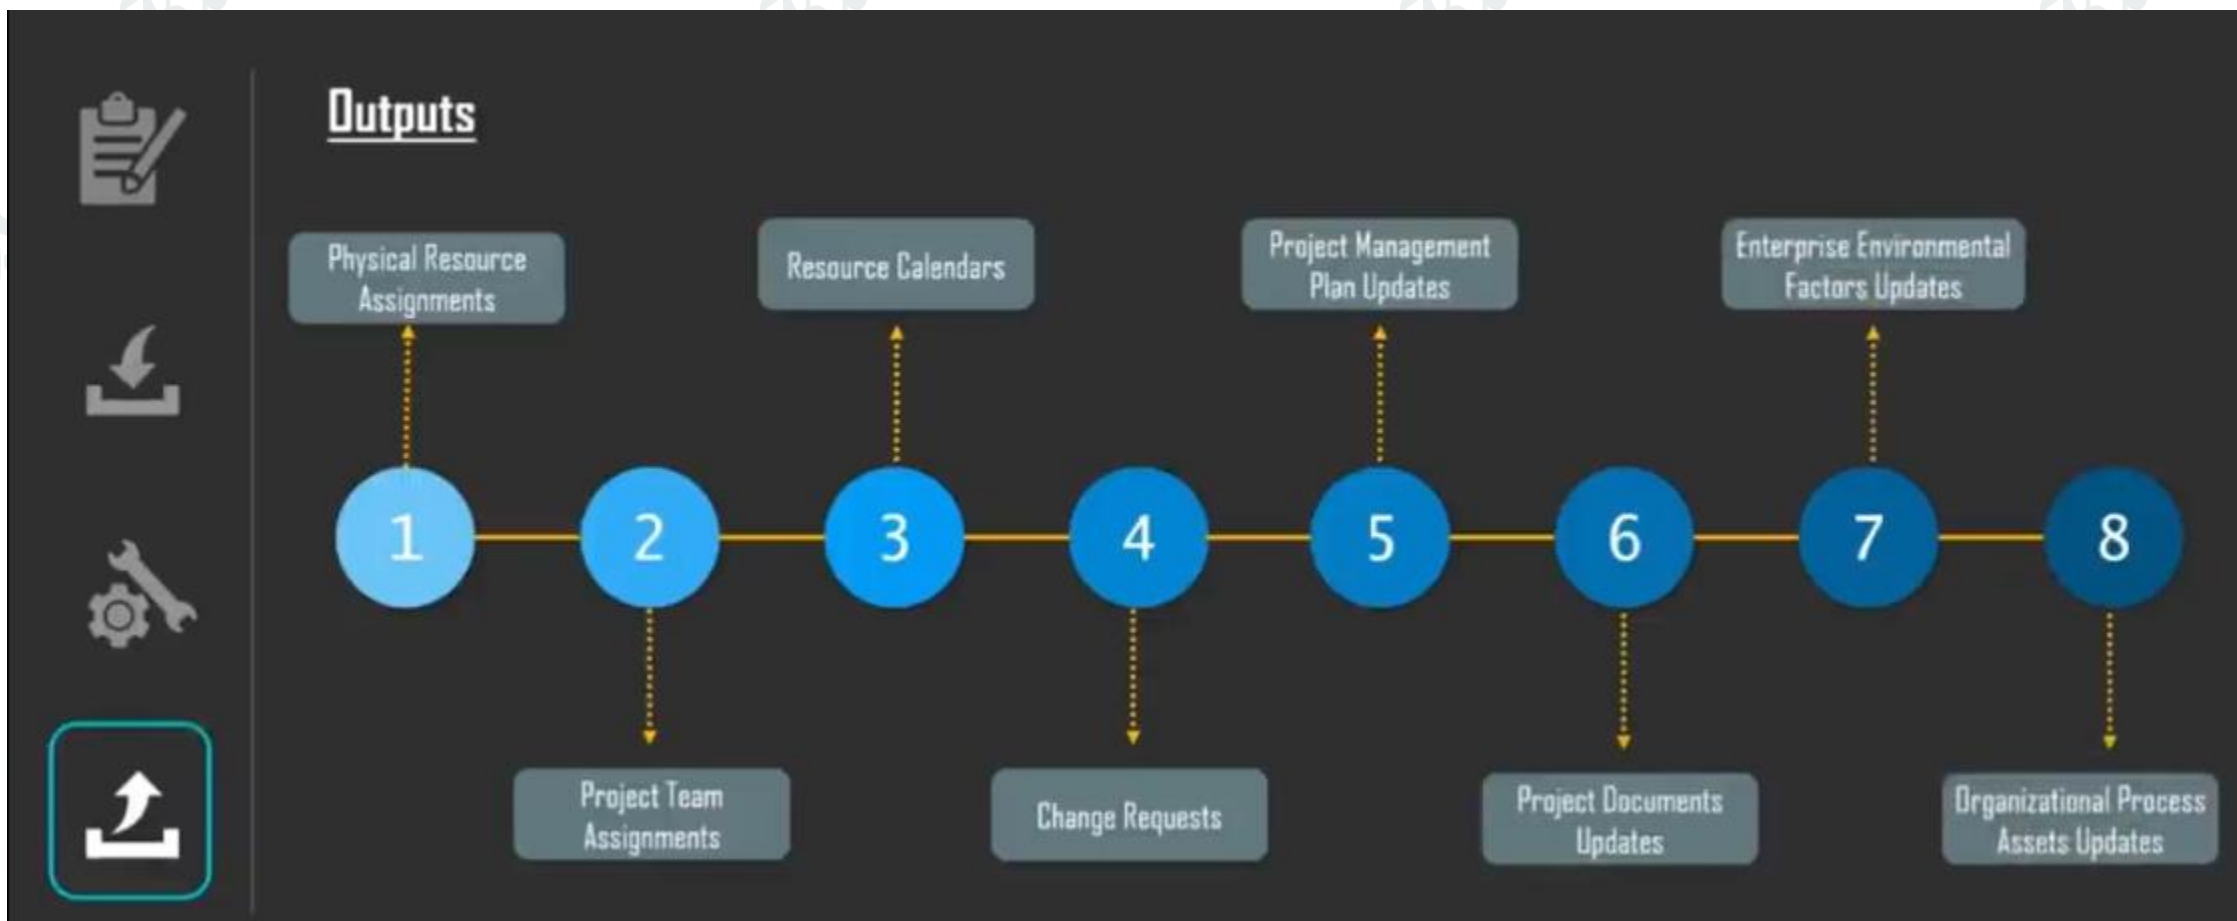 Outputs
Physical Resource
Assignments
Resource Calendars
Project Management
Plan Updates
Enterprise Environmental
Factors Updates
1
2
3
4
5
6
7
8
Project Team
Assignments
Change Requests
Project Documents
Updates
Organizational Process
Assets Updates